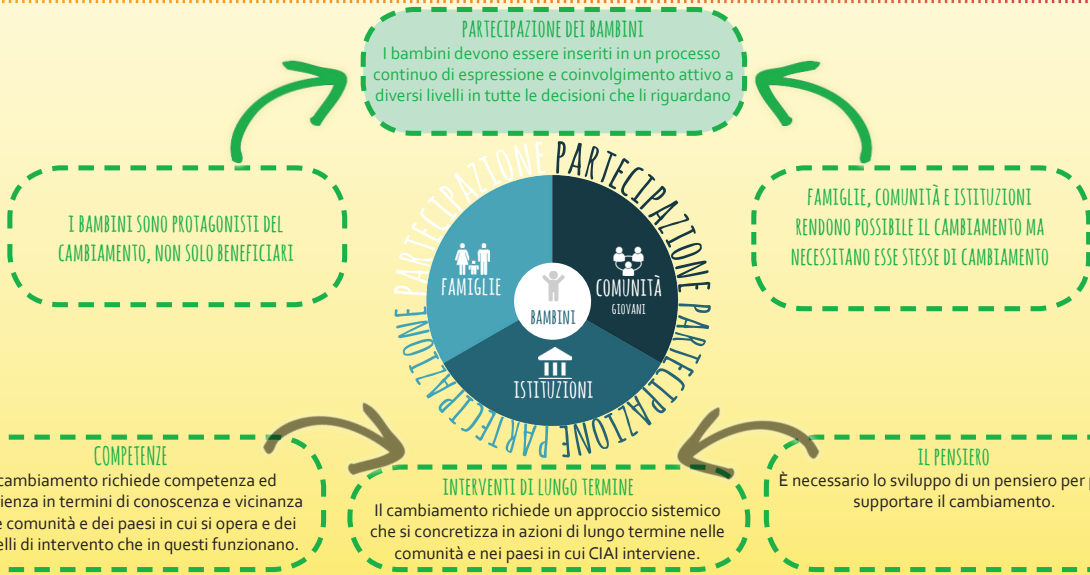 PARTECIPAZIONE DEI BAMBINI
I bambini devono essere inseriti in un processo
continuo di espressione e coinvolgimento attivo a
diversi livelli in tutte le decisioni che li riguardano
I BAMBINI SONO PROTAGONISTI DEL
CAMBIAMENTO, NON SOLO BENEFICIARI
FAMIGLIE, COMUNITÀ E ISTITUZIONI
RENDONO POSSIBILE IL CAMBIAMENTO MA
NECESSITANO ESSE STESSE DI CAMBIAMENTO
PARTECIPAZIONE PARTECIPAZIONE PARTECIPAZIONE PARTECIPAZIONE PARTECIPAZIONE
FAMIGLIE
COMUNITÀ
GIOVANI
BAMBINI
ISTITUZIONI
COMPETENZE
cambiamento richiede competenza ed
ienza in termini di conoscenza e vicinanza
e comunità e dei paesi in cui si opera e dei
elli di intervento che in questi funzionano.
INTERVENTI DI LUNGO TERMINE
Il cambiamento richiede un approccio sistemico
che si concretizza in azioni di lungo termine nelle
comunità e nei paesi in cui CIAI interviene.
IL PENSIERO
È necessario lo sviluppo di un pensiero per
supportare il cambiamento.